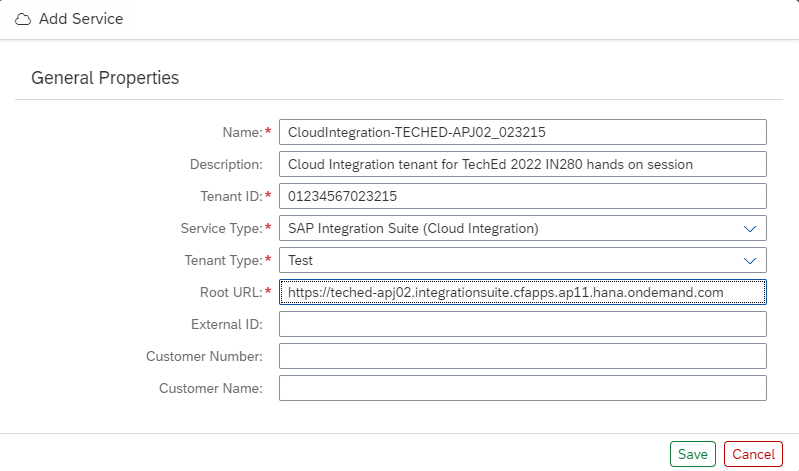 Add Service
General Properties
Name:* CloudIntegration-TECHED-APJ02_023215
Description: Cloud Integration tenant for TechEd 2022 IN280 hands on session
Tenant ID:* 01234567023215
Service Type:* SAP Integration Suite (Cloud Integration)
Tenant Type:* Test
Root URL:* https://teched-apj02.integrationsuite.cfapps.ap11.hana.ondemand.com
External ID:
Customer Number:
Customer Name:
Save Cancel